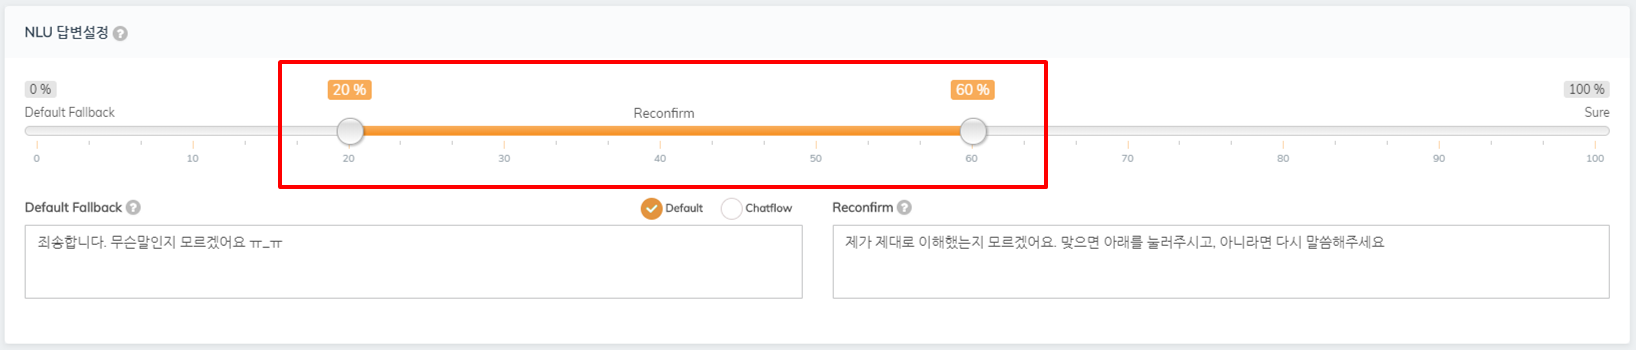 NLU 답변설정 ?
0 % 20 % 60 % 100 %
Default Fallback Reconfirm Sure
0 10 20 30 40 50 60 70 80 90 100
Default Fallback ? Default Chatflow Reconfirm ?
죄송합니다. 무슨말인지 모르겠어요 ㅠ_ㅠ
제가 제대로 이해했는지 모르겠어요. 맞으면 아래를 눌러주시고, 아니라면 다시 말씀해주세요